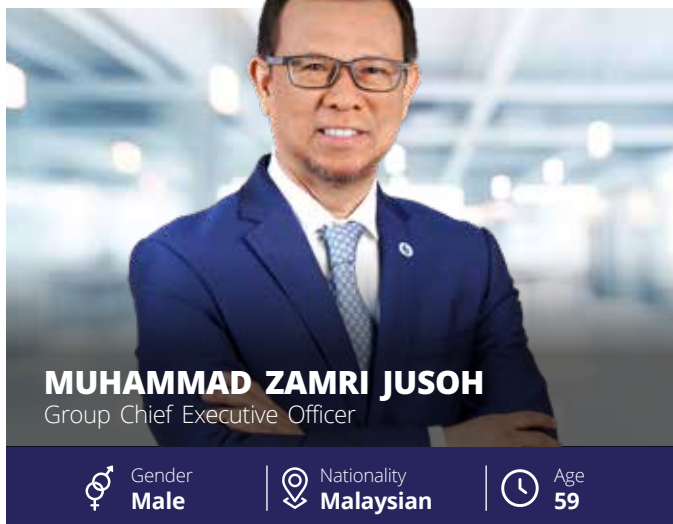 MUHAMMAD ZAMRI JUSOH
Group Chief Executive Officer
Gender
Male
Nationality
Malaysian
Age
59